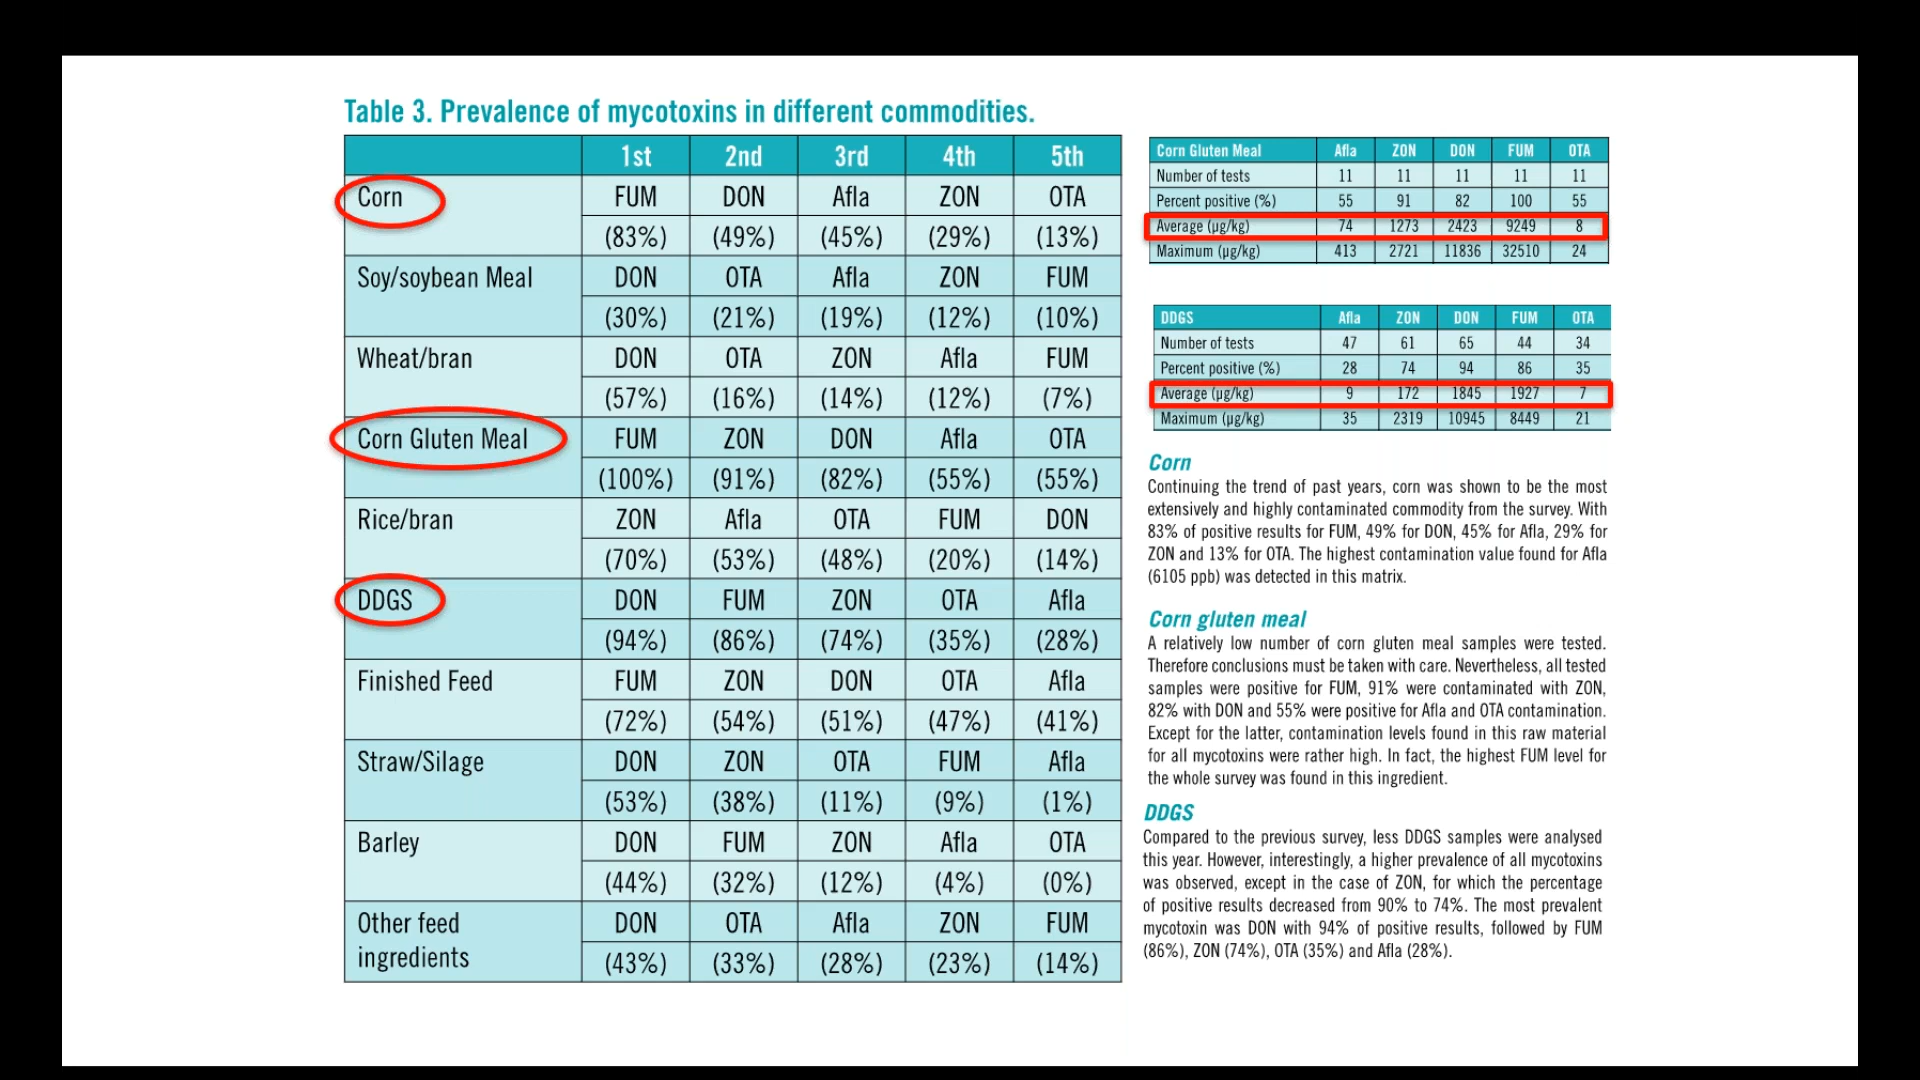 Table 3. Prevalence of mycotoxins in different commodities.
1st 2nd 3rd 4th 5th
Corn FUM DON Afla ZON OTA
(83%) (49%) (45%) (29%) (13%)
Soy/soybean Meal DON OTA Afla ZON FUM
(30%) (21%) (19%) (12%) (10%)
Wheat/bran DON OTA ZON Afla FUM
(57%) (16%) (14%) (12%) (7%)
Corn Gluten Meal FUM ZON DON Afla OTA
(100%) (91%) (82%) (55%) (55%)
Rice/bran ZON Afla OTA FUM DON
(70%) (53%) (48%) (20%) (14%)
DDGS DON FUM ZON OTA Afla
(94%) (86%) (74%) (35%) (28%)
Finished Feed FUM ZON DON OTA Afla
(72%) (54%) (51%) (47%) (41%)
Straw/Silage DON ZON OTA FUM Afla
(53%) (38%) (11%) (9%) (1%)
Barley DON FUM ZON Afla OTA
(44%) (32%) (12%) (4%) (0%)
Other feed DON OTA Afla ZON FUM
ingredients (43%) (33%) (28%) (23%) (14%)
Corn Gluten Meal Afla ZON DON FUM OTA
Number of tests 11 11 11 11 11
Percent positive (%) 55 91 82 100 55
Average (µg/kg) 74 1273 2423 9249 8
Maximum (µg/kg) 413 2721 11836 32510 24
DDGS Afla ZON DON FUM OTA
Number of tests 47 61 65 44 34
Percent positive (%) 28 74 94 86 35
Average (µg/kg) 9 172 1845 1927 7
Maximum (µg/kg) 35 2319 10945 8449 21
Corn
Continuing the trend of past years, corn was shown to be the most
extensively and highly contaminated commodity from the survey. With
83% of positive results for FUM, 49% for DON, 45% for Afla, 29% for
ZON and 13% for OTA. The highest contamination value found for Afla
(6105 ppb) was detected in this matrix.
Corn gluten meal
A relatively low number of corn gluten meal samples were tested.
Therefore conclusions must be taken with care. Nevertheless, all tested
samples were positive for FUM, 91% were contaminated with ZON,
82% with DON and 55% were positive for Afla and OTA contamination.
Except for the latter, contamination levels found in this raw material
for all mycotoxins were rather high. In fact, the highest FUM level for
the whole survey was found in this ingredient.
DDGS
Compared to the previous survey, less DDGS samples were analysed
this year. However, interestingly, a higher prevalence of all mycotoxins
was observed, except in the case of ZON, for which the percentage
of positive results decreased from 90% to 74%. The most prevalent
mycotoxin was DON with 94% of positive results, followed by FUM
(86%), ZON (74%), OTA (35%) and Afla (28%).